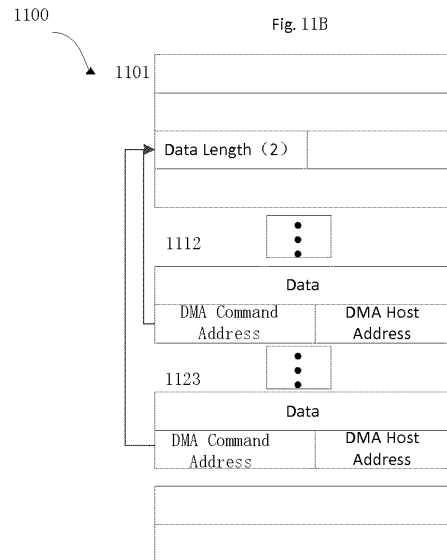 1100
Fig. 11B
1101
Data Length（2）
1112
Data
DMA Command
Address
DMA Host
Address
1123
Data
DMA Command
Address
DMA Host
Address